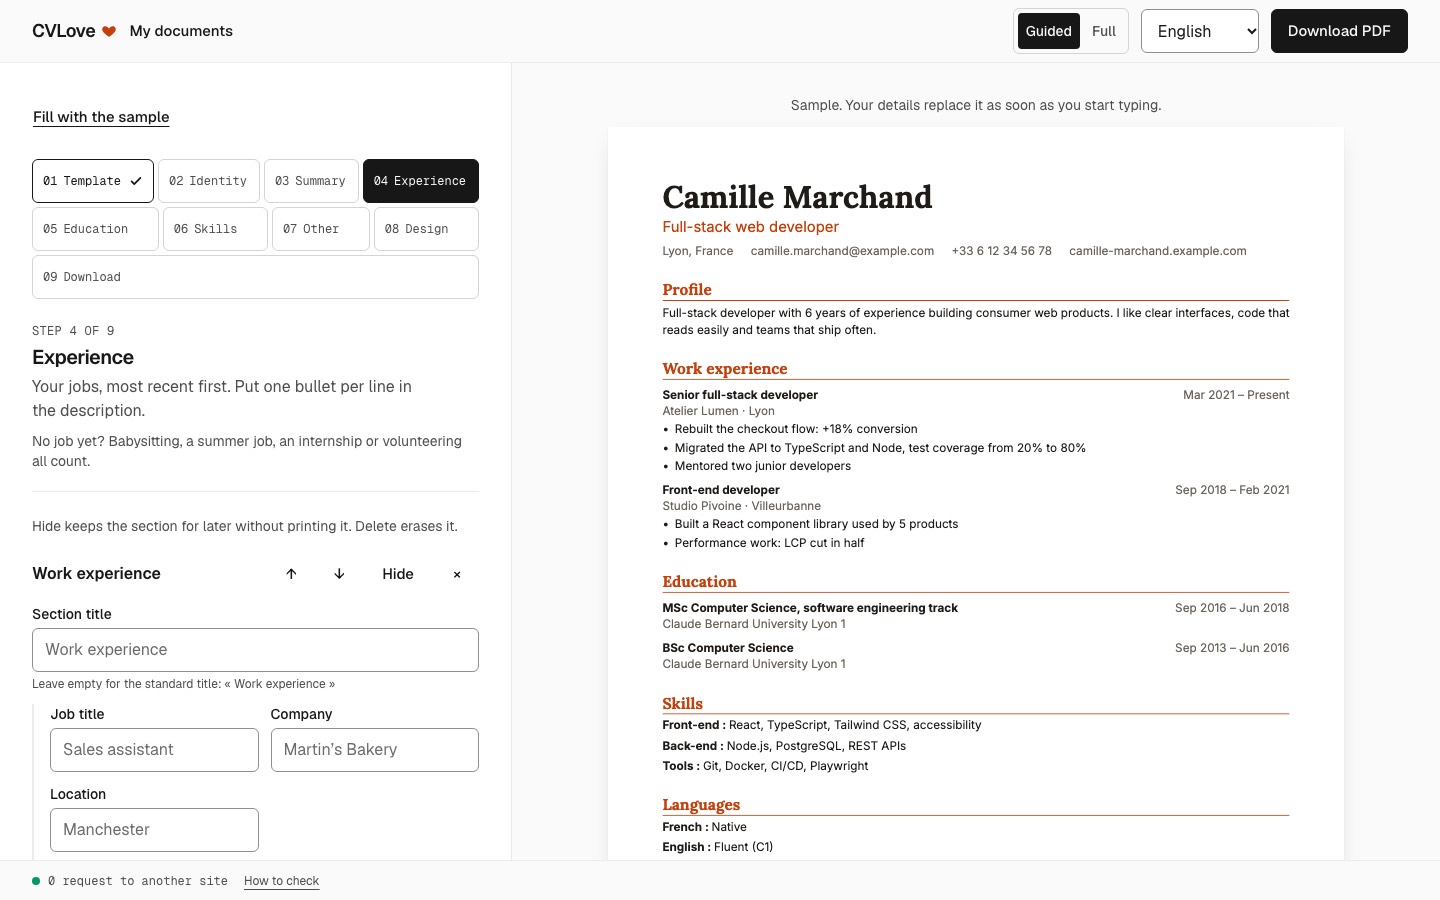 CVLove My documents Guided Full English Download PDF
Fill with the sample
01 Template 02 Identity 03 Summary 04 Experience
05 Education 06 Skills 07 Other 08 Design
09 Download
STEP 4 OF 9
Experience
Your jobs, most recent first. Put one bullet per line in
the description.
No job yet? Babysitting, a summer job, an internship or volunteering
all count.
Hide keeps the section for later without printing it. Delete erases it.
Work experience ↑ ↓ Hide ×
Section title
Work experience
Leave empty for the standard title: « Work experience »
Job title Company
Sales assistant Martin’s Bakery
Location
Manchester
Sample. Your details replace it as soon as you start typing.
Camille Marchand
Full-stack web developer
Lyon, France camille.marchand@example.com +33 6 12 34 56 78 camille-marchand.example.com
Profile
Full-stack developer with 6 years of experience building consumer web products. I like clear interfaces, code that
reads easily and teams that ship often.
Work experience
Senior full-stack developer Mar 2021 – Present
Atelier Lumen · Lyon
• Rebuilt the checkout flow: +18% conversion
• Migrated the API to TypeScript and Node, test coverage from 20% to 80%
• Mentored two junior developers
Front-end developer Sep 2018 – Feb 2021
Studio Pivoine · Villeurbanne
• Built a React component library used by 5 products
• Performance work: LCP cut in half
Education
MSc Computer Science, software engineering track Sep 2016 – Jun 2018
Claude Bernard University Lyon 1
BSc Computer Science Sep 2013 – Jun 2016
Claude Bernard University Lyon 1
Skills
Front-end : React, TypeScript, Tailwind CSS, accessibility
Back-end : Node.js, PostgreSQL, REST APIs
Tools : Git, Docker, CI/CD, Playwright
Languages
French : Native
English : Fluent (C1)
0 request to another site How to check